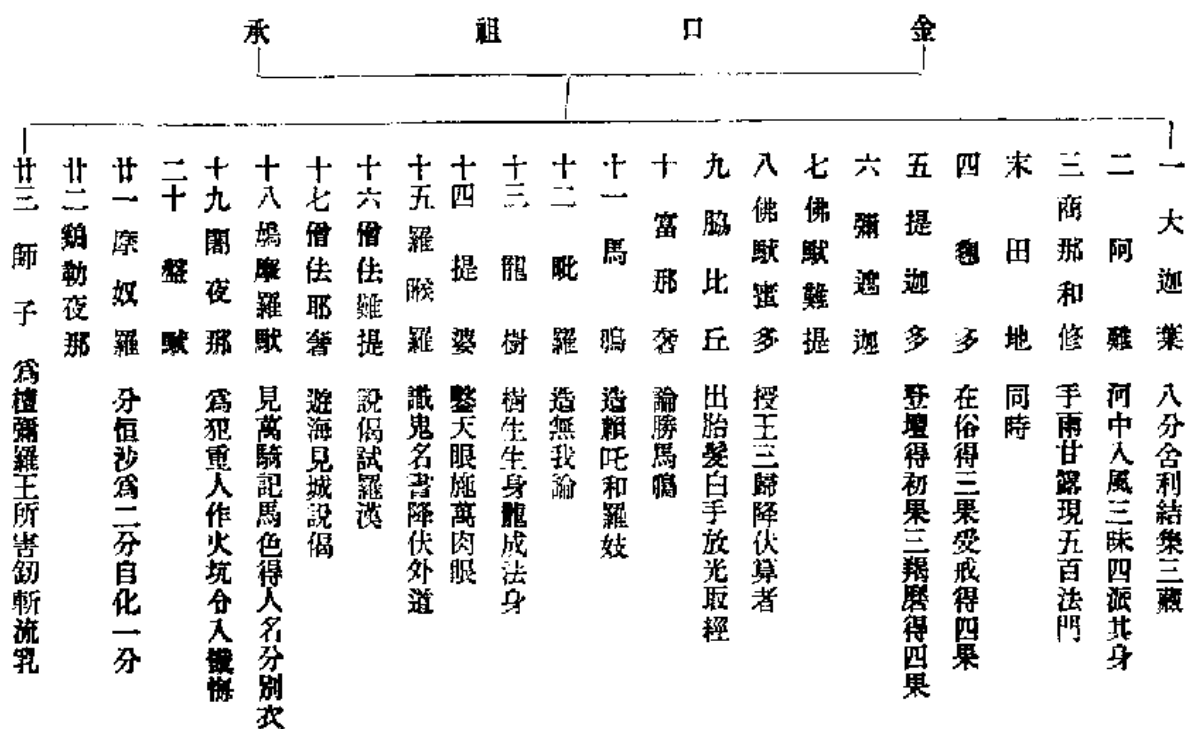 金口祖承
一 大迦葉 八分舍利結集三藏
二 阿難 河中入風三昧四派其身
三 商那和修 手雨甘露現五百法門
末田地 同時
四 毱多 在俗得三果受戒得四果
五 提迦多 登壇得初果三羯磨得四果
六 彌遮迦
七 佛馱難提
八 佛馱蜜多 授王三歸降伏算者
九 脇比丘 出胎髮白手放光取經
十 富那奢 論勝馬鳴
十一 馬鳴 造賴吒和羅妓
十二 毗羅 造無我論
十三 龍樹 樹生生身龍成法身
十四 提婆 鑿天眼施萬肉眼
十五 羅睺羅 識鬼名書降伏外道
十六 僧佉難提 說偈試羅漢
十七 僧佉耶奢 遊海見城說偈
十八 鳩摩羅馱 見萬騎記馬色得人名分別衣
十九 闍夜那 爲犯重人作火坑令入懺悔
二十 盤馱
廿一 摩奴羅 分恒沙爲二分自化一分
廿二 鶴勒夜那
廿三 師子 爲檀彌羅王所害劒斬流乳